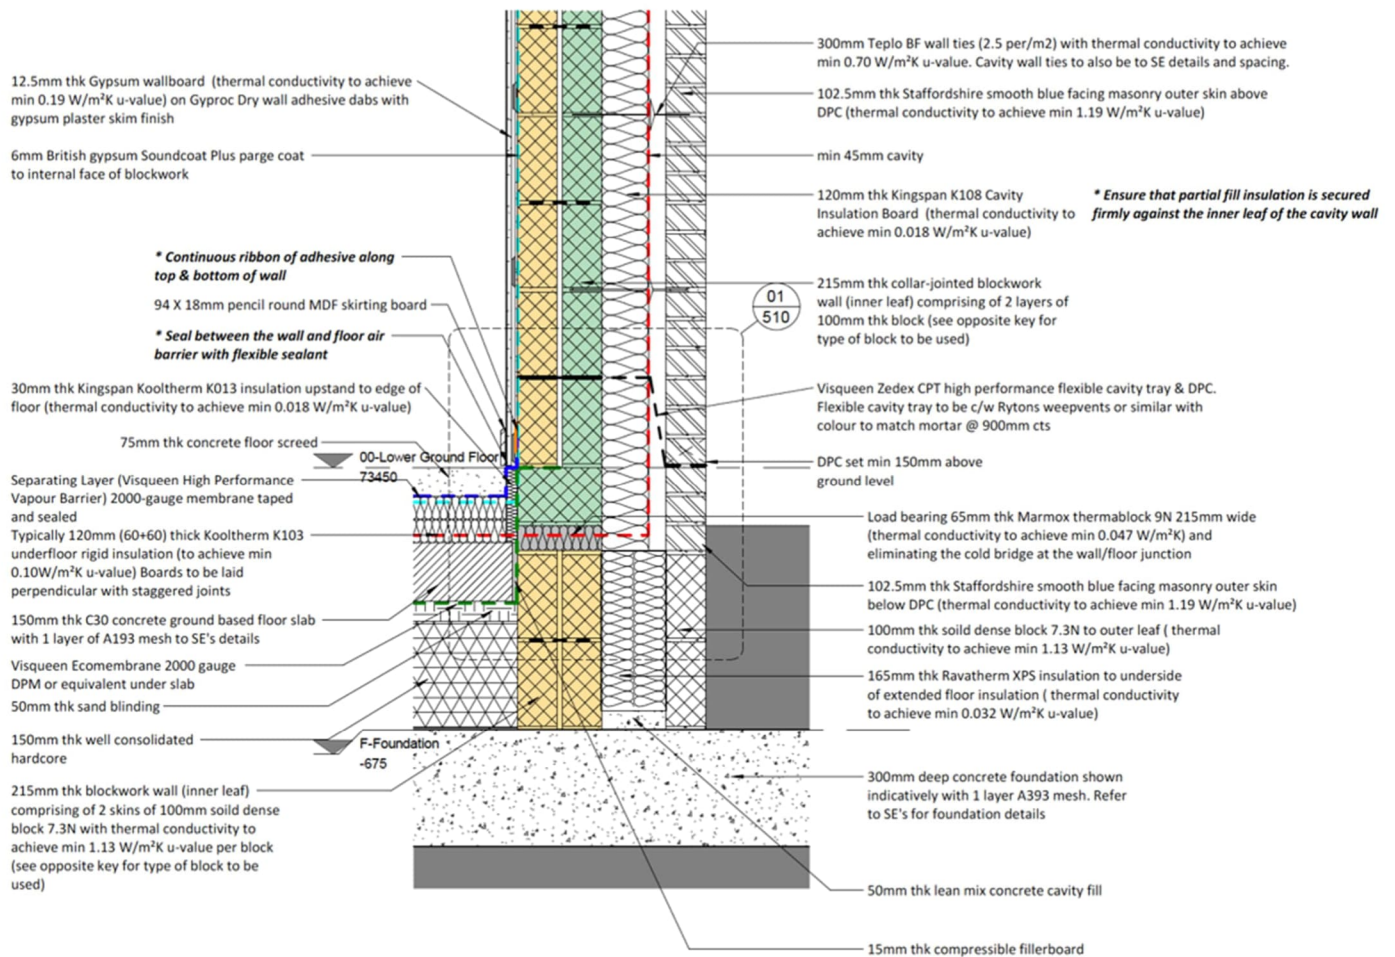 12.5mm thk Gypsum wallboard (thermal conductivity to achieve
min 0.19 W/m²K u-value) on Gyproc Dry wall adhesive dabs with
gypsum plaster skim finish
6mm British gypsum Soundcoat Plus parge coat
to internal face of blockwork
* Continuous ribbon of adhesive along
top & bottom of wall
94 X 18mm pencil round MDF skirting board
* Seal between the wall and floor air
barrier with flexible sealant
30mm thk Kingspan Kooltherm K013 insulation upstand to edge of
floor (thermal conductivity to achieve min 0.018 W/m²K u-value)
75mm thk concrete floor screed
00-Lower Ground Floor
73450
Separating Layer (Visqueen High Performance
Vapour Barrier) 2000-gauge membrane taped
and sealed
Typically 120mm (60+60) thick Kooltherm K103
underfloor rigid insulation (to achieve min
0.10W/m²K u-value) Boards to be laid
perpendicular with staggered joints
150mm thk C30 concrete ground based floor slab
with 1 layer of A193 mesh to SE's details
Visqueen Ecomembrane 2000 gauge
DPM or equivalent under slab
50mm thk sand blinding
150mm thk well consolidated
hardcore
F-Foundation
-675
215mm thk blockwork wall (inner leaf)
comprising of 2 skins of 100mm soild dense
block 7.3N with thermal conductivity to
achieve min 1.13 W/m²K u-value per block
(see opposite key for type of block to be
used)
300mm Teplo BF wall ties (2.5 per/m2) with thermal conductivity to achieve
min 0.70 W/m²K u-value. Cavity wall ties to also be to SE details and spacing.
102.5mm thk Staffordshire smooth blue facing masonry outer skin above
DPC (thermal conductivity to achieve min 1.19 W/m²K u-value)
min 45mm cavity
120mm thk Kingspan K108 Cavity
Insulation Board (thermal conductivity to
achieve min 0.018 W/m²K u-value)
* Ensure that partial fill insulation is secured
firmly against the inner leaf of the cavity wall
215mm thk collar-jointed blockwork
wall (inner leaf) comprising of 2 layers of
100mm thk block (see opposite key for
type of block to be used)
01
510
Visqueen Zedex CPT high performance flexible cavity tray & DPC.
Flexible cavity tray to be c/w Rytons weepvents or similar with
colour to match mortar @ 900mm cts
DPC set min 150mm above
ground level
Load bearing 65mm thk Marmox thermablock 9N 215mm wide
(thermal conductivity to achieve min 0.047 W/m²K) and
eliminating the cold bridge at the wall/floor junction
102.5mm thk Staffordshire smooth blue facing masonry outer skin
below DPC (thermal conductivity to achieve min 1.19 W/m²K u-value)
100mm thk soild dense block 7.3N to outer leaf ( thermal
conductivity to achieve min 1.13 W/m²K u-value)
165mm thk Ravatherm XPS insulation to underside
of extended floor insulation ( thermal conductivity
to achieve min 0.032 W/m²K u-value)
300mm deep concrete foundation shown
indicatively with 1 layer A393 mesh. Refer
to SE's for foundation details
50mm thk lean mix concrete cavity fill
15mm thk compressible fillerboard